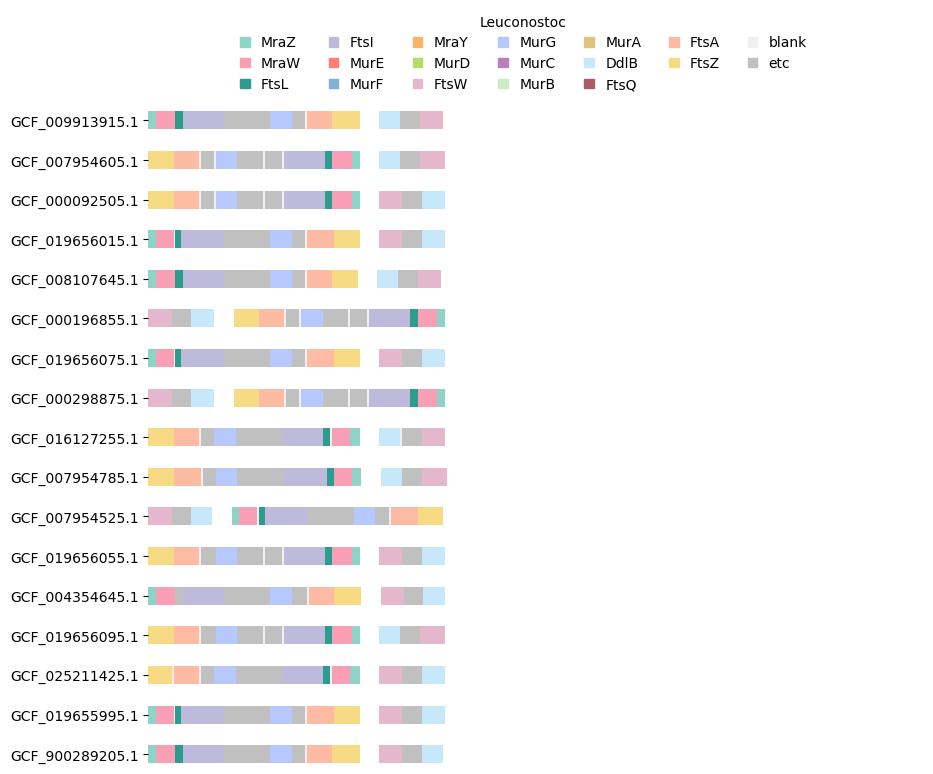 Leuconostoc
MraZ FtsI MraY MurG MurA FtsA blank
MraW MurE MurD MurC DdlB FtsZ etc
FtsL MurF FtsW MurB FtsQ
GCF_009913915.1
GCF_007954605.1
GCF_000092505.1
GCF_019656015.1
GCF_008107645.1
GCF_000196855.1
GCF_019656075.1
GCF_000298875.1
GCF_016127255.1
GCF_007954785.1
GCF_007954525.1
GCF_019656055.1
GCF_004354645.1
GCF_019656095.1
GCF_025211425.1
GCF_019655995.1
GCF_900289205.1